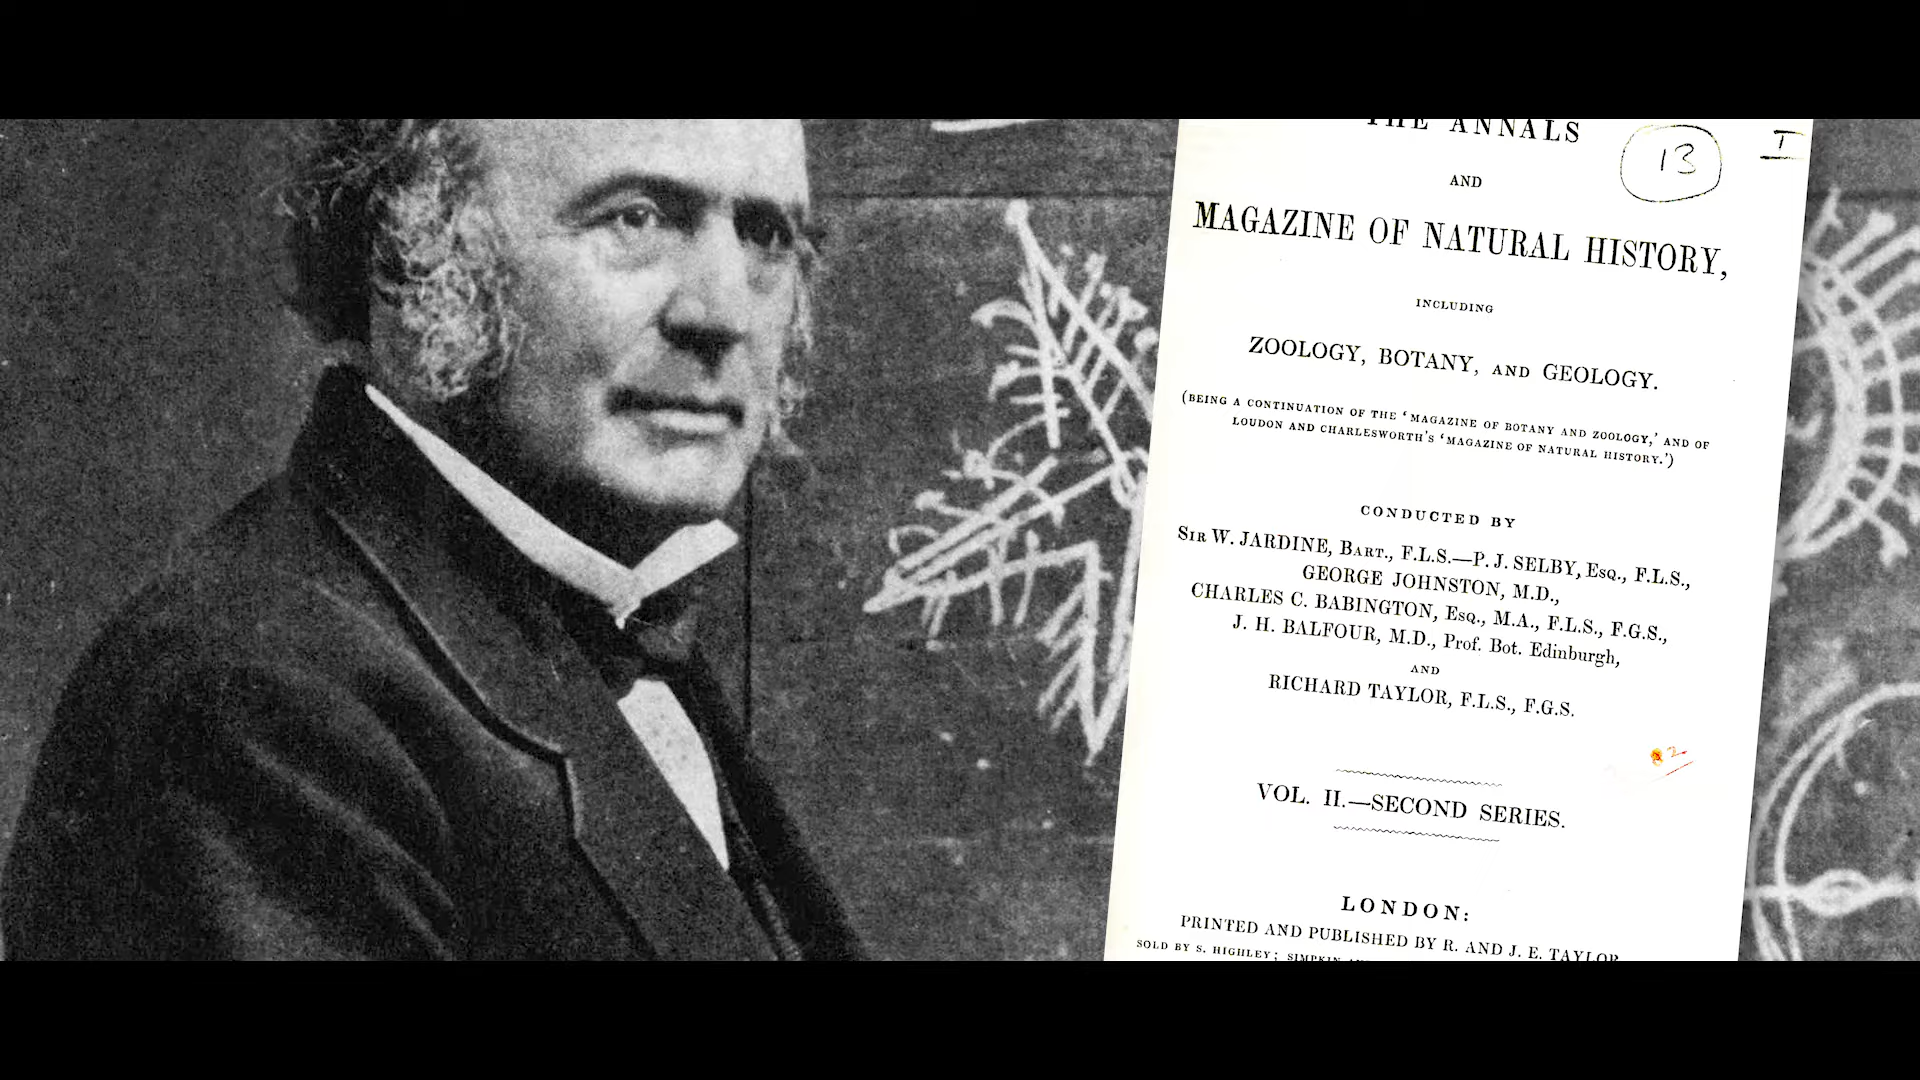 THE ANNALS
13
I
AND
MAGAZINE OF NATURAL HISTORY,
INCLUDING
ZOOLOGY, BOTANY, AND GEOLOGY.
(BEING A CONTINUATION OF THE ‘MAGAZINE OF BOTANY AND ZOOLOGY,’ AND OF
LOUDON AND CHARLESWORTH'S ‘MAGAZINE OF NATURAL HISTORY.’)
CONDUCTED BY
SIR W. JARDINE, BART., F.L.S.—P. J. SELBY, ESQ., F.L.S.,
GEORGE JOHNSTON, M.D.,
CHARLES C. BABINGTON, ESQ., M.A., F.L.S., F.G.S.,
J. H. BALFOUR, M.D., Prof. Bot. Edinburgh,
AND
RICHARD TAYLOR, F.L.S., F.G.S.
VOL. II.—SECOND SERIES.
LONDON:
PRINTED AND PUBLISHED BY R. AND J. E. TAYLOR
SOLD BY S. HIGHLEY; SIMPKIN